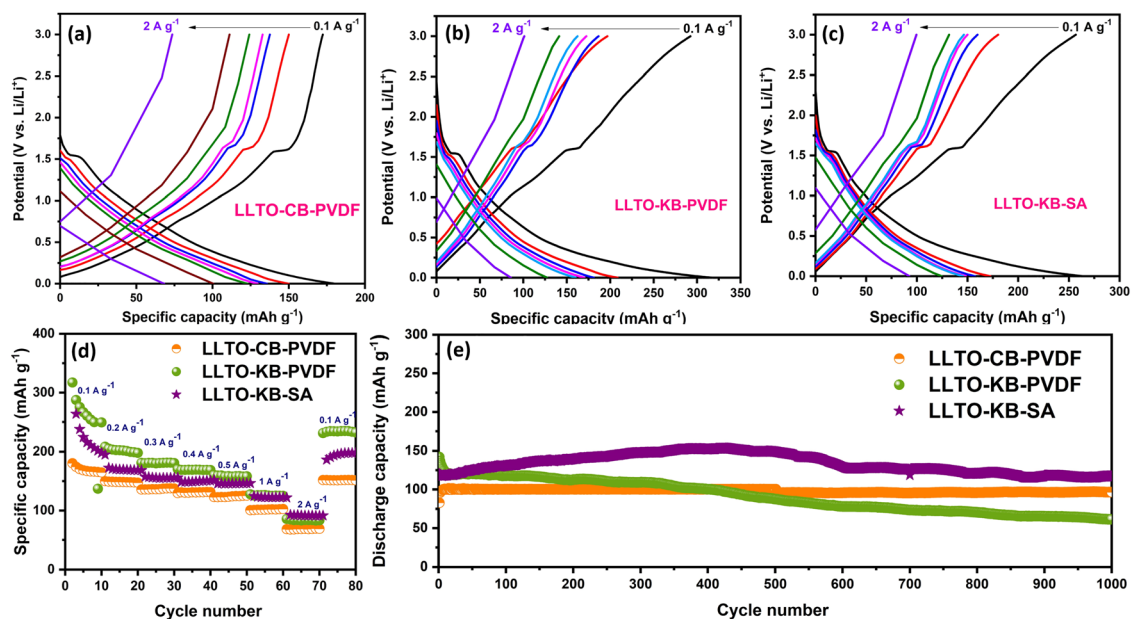 (a)
2 A g-1
0.1 A g-1
LLTO-CB-PVDF
Potential (V vs. Li/Li+)
3.0
2.5
2.0
1.5
1.0
0.5
0.0
0 50 100 150 200
Specific capacity (mAh g-1)
(b)
2 A g-1
0.1 A g-1
LLTO-KB-PVDF
Potential (V vs. Li/Li+)
3.0
2.5
2.0
1.5
1.0
0.5
0.0
0 50 100 150 200 250 300 350
Specific capacity (mAh g-1)
(c)
2 A g-1
0.1 A g-1
LLTO-KB-SA
Potential (V vs. Li/Li+)
3.0
2.5
2.0
1.5
1.0
0.5
0.0
0 50 100 150 200 250 300
Specific capacity (mAh g-1)
(d)
LLTO-CB-PVDF
LLTO-KB-PVDF
LLTO-KB-SA
0.1 A g-1
0.2 A g-1
0.3 A g-1
0.4 A g-1
0.5 A g-1
1 A g-1
2 A g-1
0.1 A g-1
Specific capacity (mAh g-1)
400
300
200
100
0
0 10 20 30 40 50 60 70 80
Cycle number
(e)
LLTO-CB-PVDF
LLTO-KB-PVDF
LLTO-KB-SA
Discharge capacity (mAh g-1)
300
250
200
150
100
50
0
0 100 200 300 400 500 600 700 800 900 1000
Cycle number